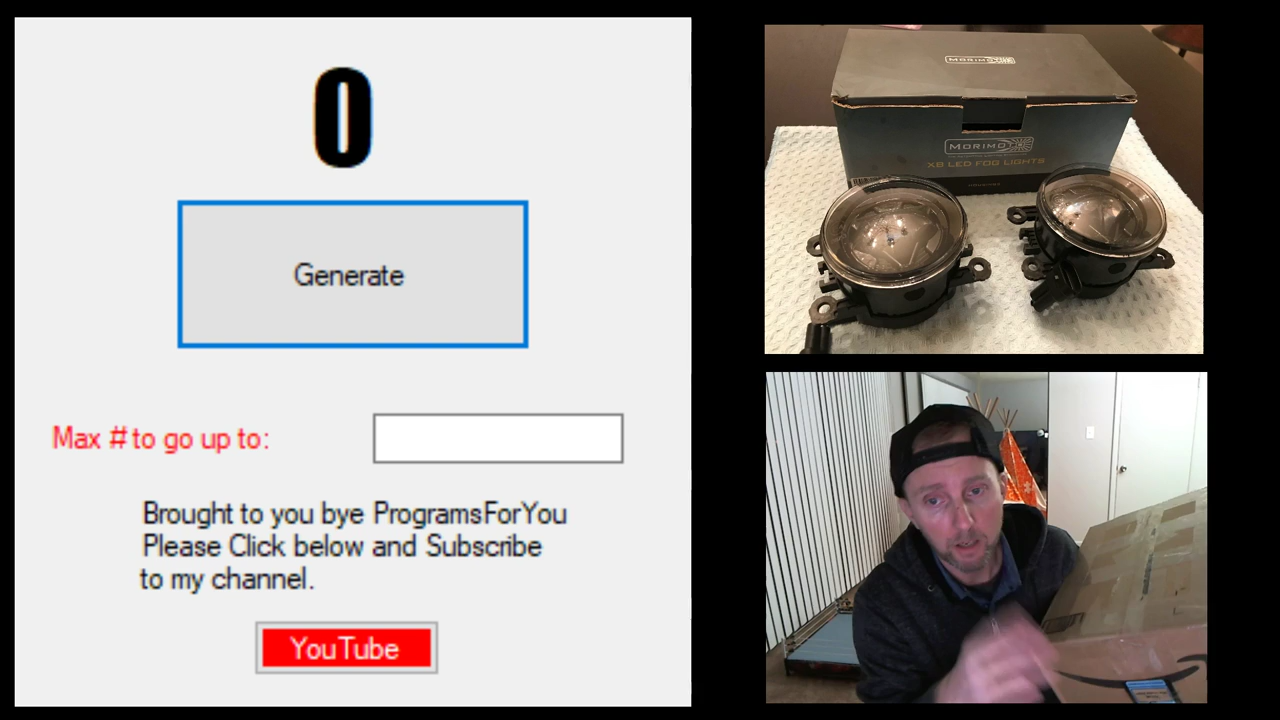 0
Generate
Max # to go up to:
Brought to you bye ProgramsForYou
Please Click below and Subscribe
to my channel.
YouTube
MORIMOTO
MORIMOTO
XB LED FOG LIGHTS